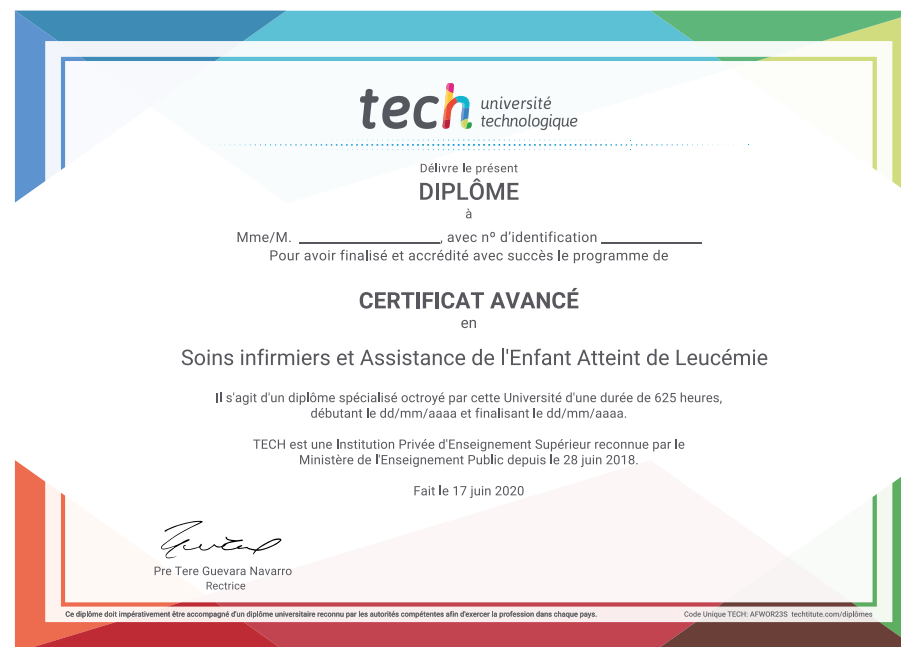 tech université
technologique
Délivre le présent
DIPLÔME
à
Mme/M. ____________________, avec nº d'identification ______________
Pour avoir finalisé et accrédité avec succès le programme de
CERTIFICAT AVANCÉ
en
Soins infirmiers et Assistance de l'Enfant Atteint de Leucémie
Il s'agit d'un diplôme spécialisé octroyé par cette Université d'une durée de 625 heures,
débutant le dd/mm/aaaa et finalisant le dd/mm/aaaa.
TECH est une Institution Privée d'Enseignement Supérieur reconnue par le
Ministère de l'Enseignement Public depuis le 28 juin 2018.
Fait le 17 juin 2020
Pre Tere Guevara Navarro
Rectrice
Ce diplôme doit impérativement être accompagné d'un diplôme universitaire reconnu par les autorités compétentes afin d'exercer la profession dans chaque pays.
Code Unique TECH: AFWOR23S techtitute.com/diplômes